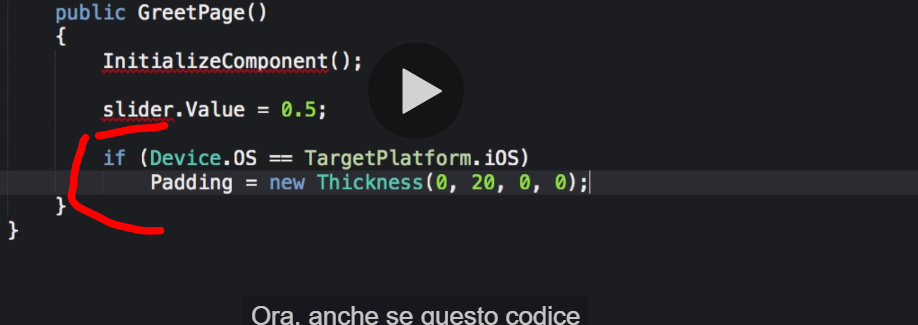 public GreetPage()
{
InitializeComponent();
slider.Value = 0.5;
if (Device.OS == TargetPlatform.iOS)
Padding = new Thickness(0, 20, 0, 0);
}
}
Ora, anche se questo codice